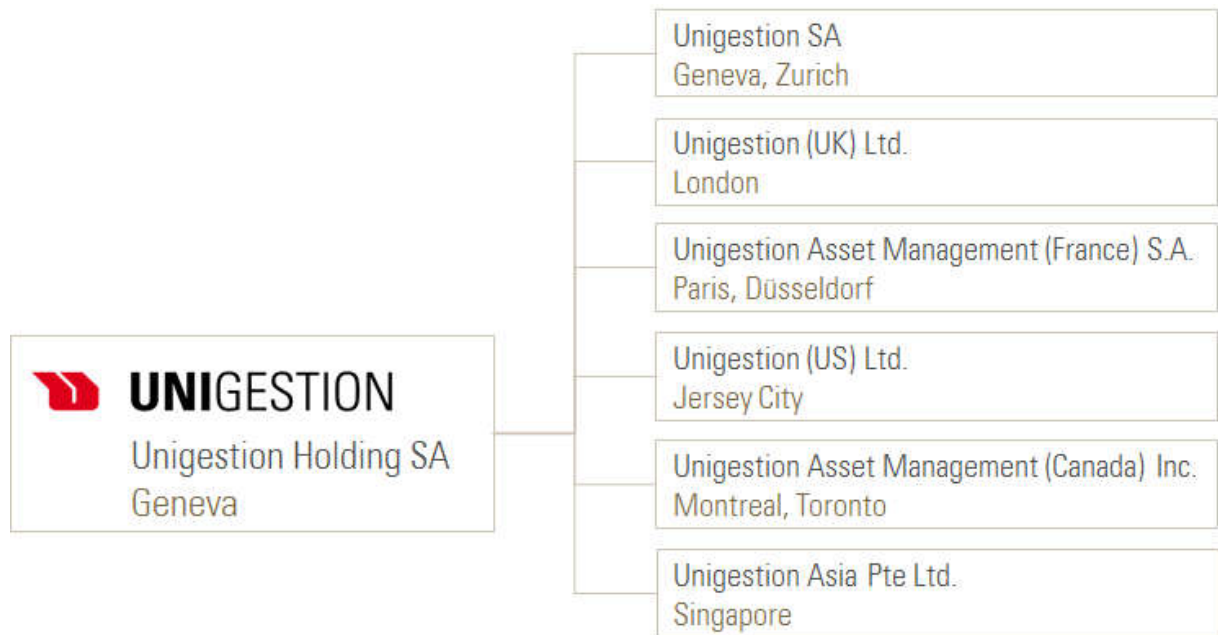 UNIGESTION
Unigestion Holding SA
Geneva
Unigestion SA
Geneva, Zurich
Unigestion (UK) Ltd.
London
Unigestion Asset Management (France) S.A.
Paris, Düsseldorf
Unigestion (US) Ltd.
Jersey City
Unigestion Asset Management (Canada) Inc.
Montreal, Toronto
Unigestion Asia Pte Ltd.
Singapore